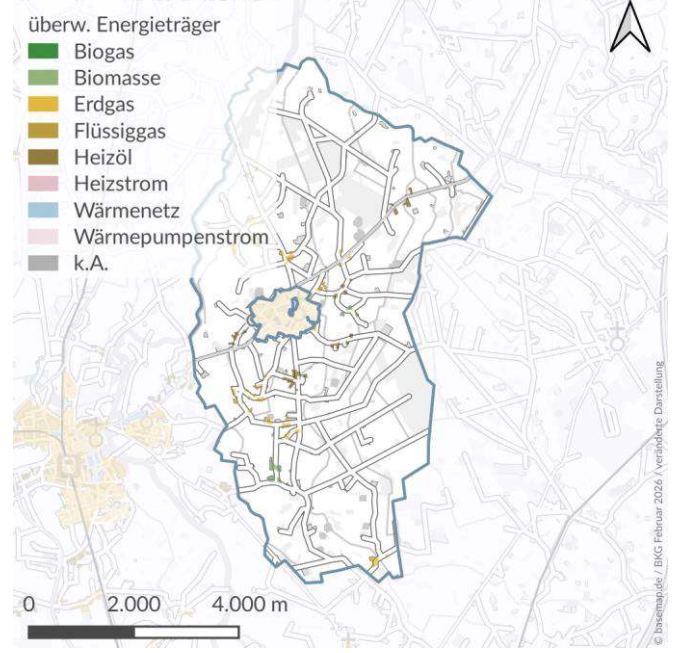 überw. Energieträger
Biogas
Biomasse
Erdgas
Flüssiggas
Heizöl
Heizstrom
Wärmenetz
Wärmepumpenstrom
k.A.
0 2.000 4.000 m
© basemap.de / BKG Februar 2026 / veränderte Darstellung